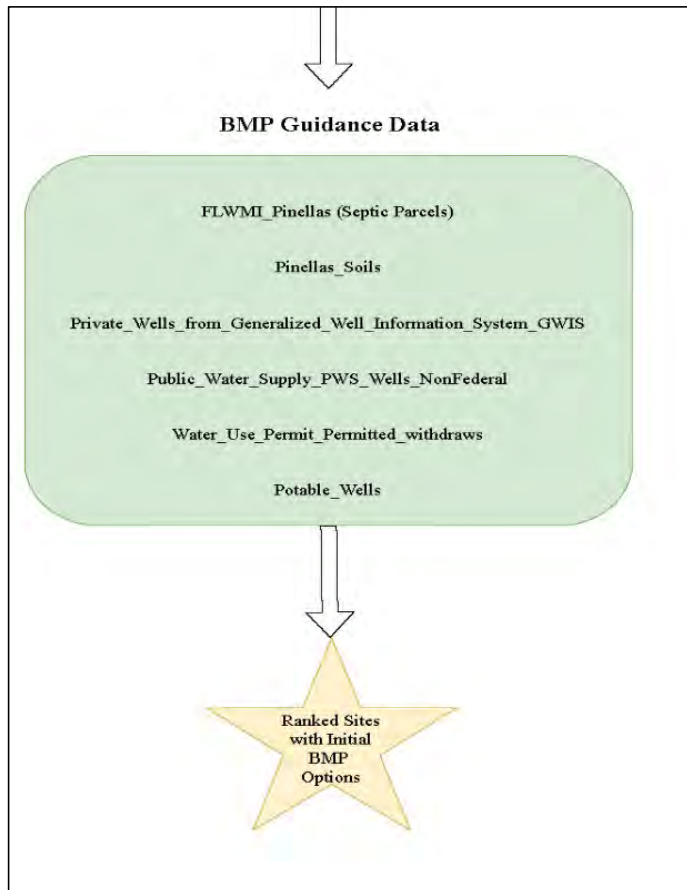 BMP Guidance Data
FLWMI_Pinellas (Septic Parcels)
Pinellas_Soils
Private_Wells_from_Generalized_Well_Information_System_GWIS
Public_Water_Supply_PWS_Wells_NonFederal
Water_Use_Permit_Permitted_withdraws
Potable_Wells
Ranked Sites
with Initial
BMP
Options